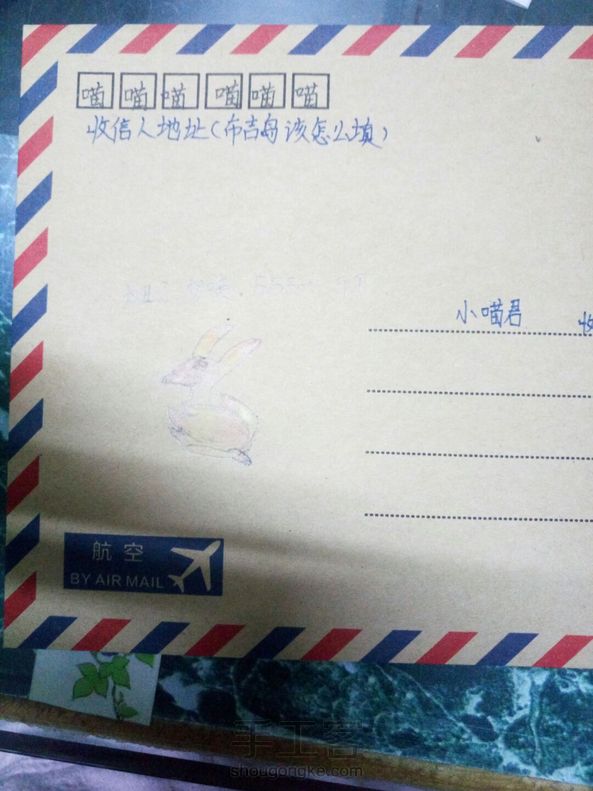 喵喵喵喵喵喵
收信人地址(布吉岛该怎么填)
小喵君 收
航空
BY AIR MAIL
手工客
shougongke.com